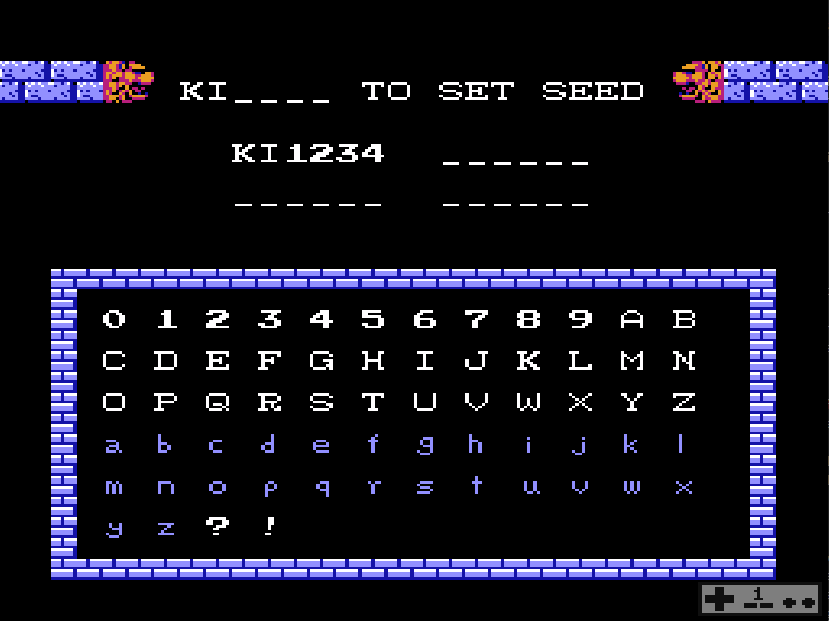 KI____ TO SET SEED
KI1234 ______
______ ______
0 1 2 3 4 5 6 7 8 9 A B
C D E F G H I J K L M N
O P Q R S T U V W X Y Z
a b c d e f g h i j k l
m n o p q r s t u v w x
y z ? !
1